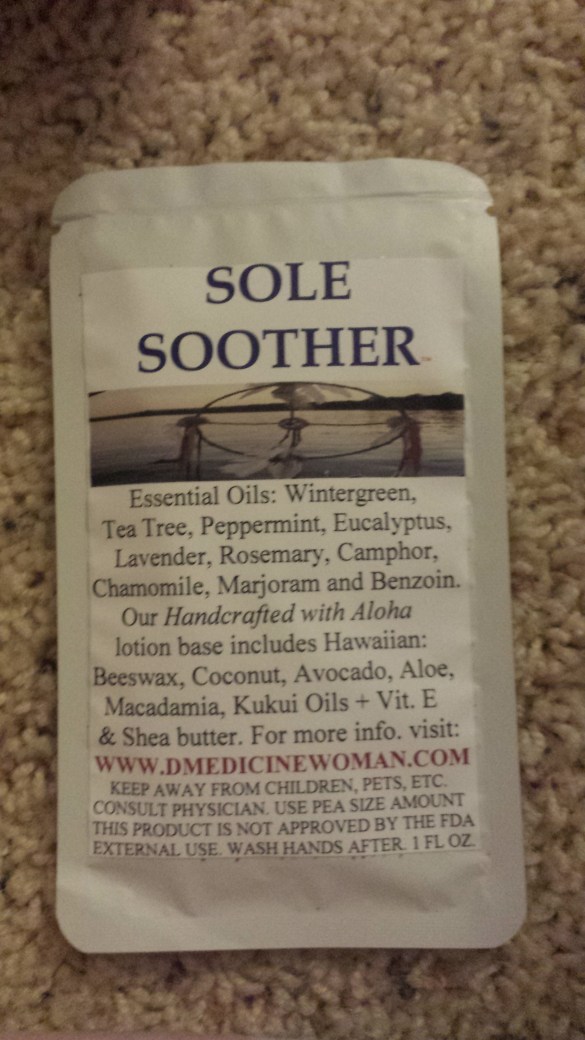 SOLE
SOOTHER™
Essential Oils: Wintergreen,
Tea Tree, Peppermint, Eucalyptus,
Lavender, Rosemary, Camphor,
Chamomile, Marjoram and Benzoin.
Our Handcrafted with Aloha
lotion base includes Hawaiian:
Beeswax, Coconut, Avocado, Aloe,
Macadamia, Kukui Oils + Vit. E
& Shea butter. For more info. visit:
WWW.DMEDICINEWOMAN.COM
KEEP AWAY FROM CHILDREN, PETS, ETC.
CONSULT PHYSICIAN. USE PEA SIZE AMOUNT
THIS PRODUCT IS NOT APPROVED BY THE FDA
EXTERNAL USE. WASH HANDS AFTER. 1 FL OZ.